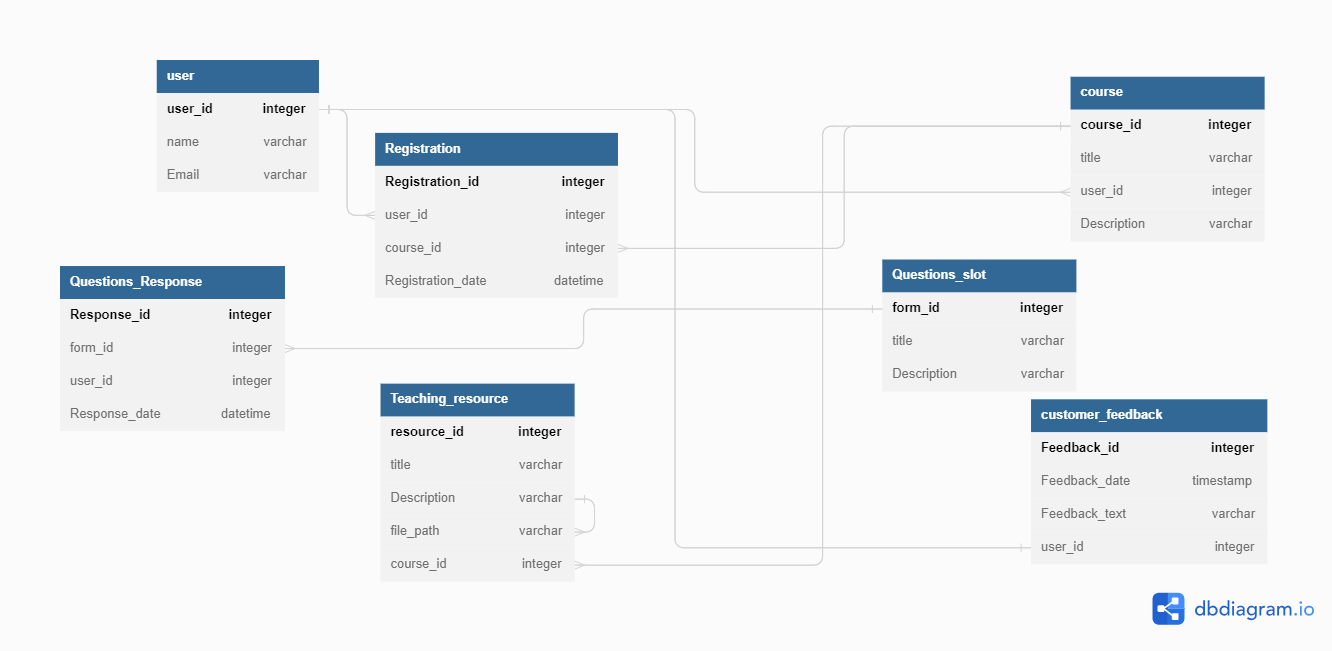 user
user_id integer
name varchar
Email varchar
Registration
Registration_id integer
user_id integer
course_id integer
Registration_date datetime
course
course_id integer
title varchar
user_id integer
Description varchar
Questions_Response
Response_id integer
form_id integer
user_id integer
Response_date datetime
Questions_slot
form_id integer
title varchar
Description varchar
Teaching_resource
resource_id integer
title varchar
Description varchar
file_path varchar
course_id integer
customer_feedback
Feedback_id integer
Feedback_date timestamp
Feedback_text varchar
user_id integer
dbdiagram.io